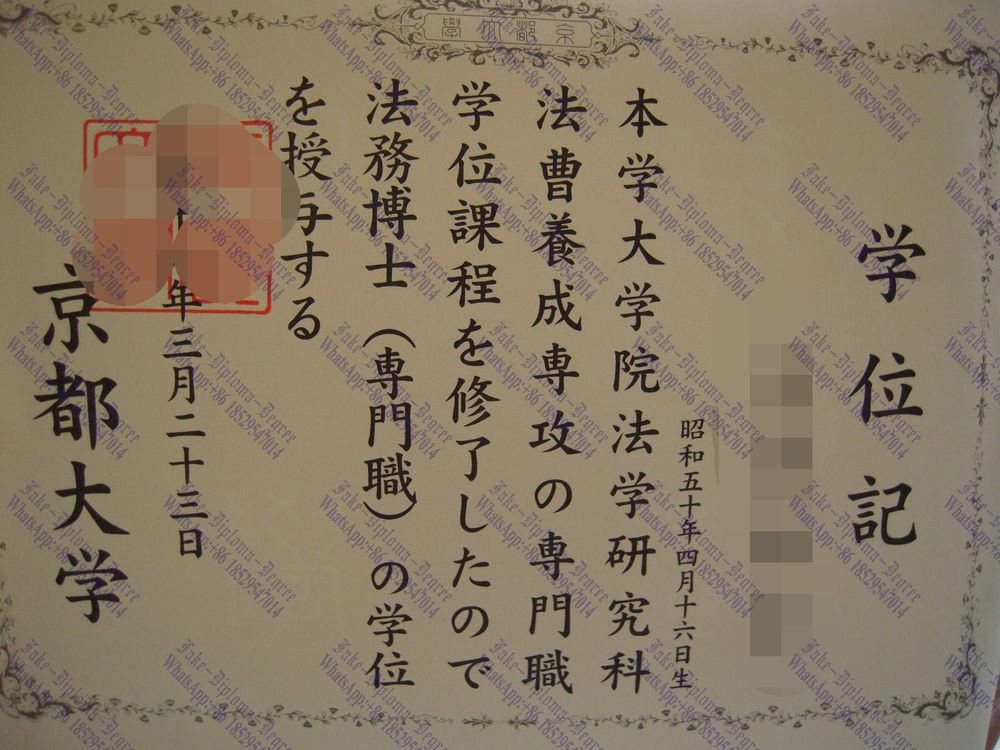 京都大學
学位記
昭和五十年四月十六日生
本学大学院法学研究科
法曹養成専攻の専門職
学位課程を修了したので
法務博士（専門職）の学位
を授与する
年三月二十三日
京都大学
Fake-Diploma-Degree
WhatsApp:+86 18529547014